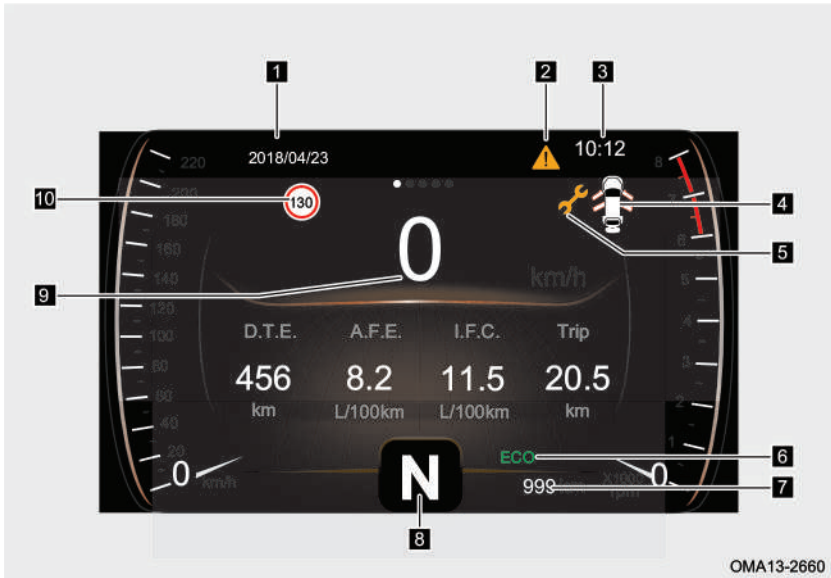 1
2
3
2018/04/23
10:12
10
130
4
5
0
km/h
9
D.T.E.
A.F.E.
I.F.C.
Trip
456
8.2
11.5
20.5
km
L/100km
L/100km
km
220
200
180
160
140
120
100
80
60
40
20
0
km/h
8
7
6
5
4
3
2
1
0
X1000
rpm
ECO
6
999 km
7
N
8
OMA13-2660